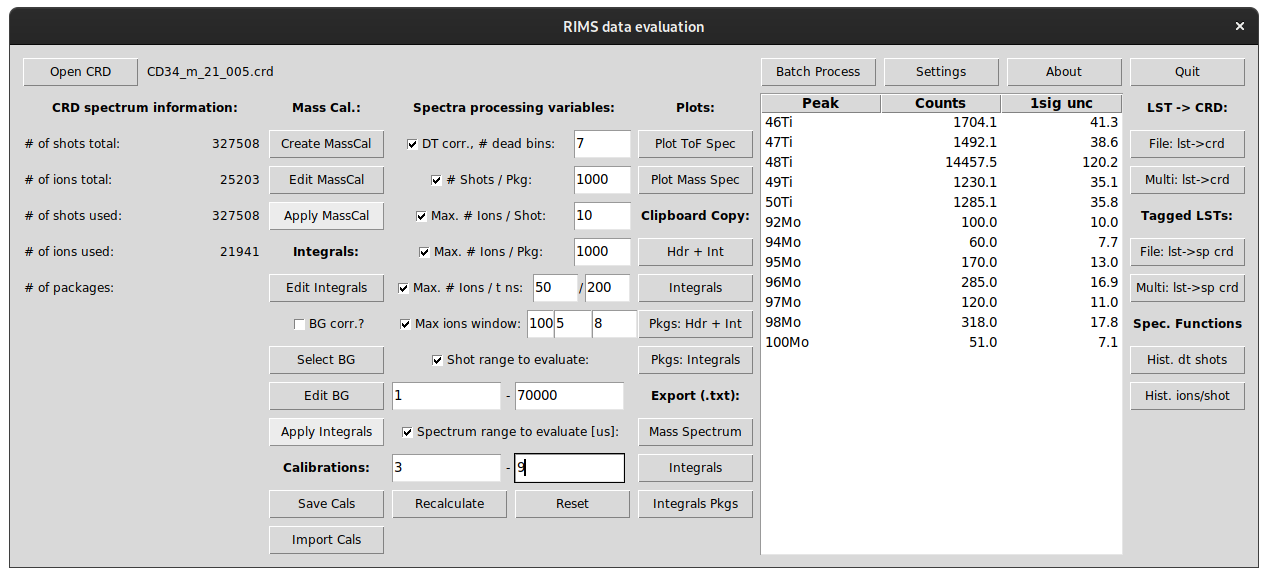 RIMS data evaluation ×
Open CRD CD34_m_21_005.crd Batch Process Settings About Quit
CRD spectrum information: Mass Cal.: Spectra processing variables: Plots: Peak Counts 1sig unc LST -> CRD:
46Ti 1704.1 41.3
# of shots total: 327508 Create MassCal DT corr., # dead bins: 7 Plot ToF Spec 47Ti 1492.1 38.6 File: lst->crd
48Ti 14457.5 120.2
# of ions total: 25203 Edit MassCal # Shots / Pkg: 1000 Plot Mass Spec 49Ti 1230.1 35.1 Multi: lst->crd
50Ti 1285.1 35.8
# of shots used: 327508 Apply MassCal Max. # Ions / Shot: 10 Clipboard Copy: 92Mo 100.0 10.0 Tagged LSTs:
94Mo 60.0 7.7
# of ions used: 21941 Integrals: Max. # Ions / Pkg: 1000 Hdr + Int 95Mo 170.0 13.0 File: lst->sp crd
96Mo 285.0 16.9
# of packages: Edit Integrals Max. # Ions / t ns: 50 / 200 Integrals 97Mo 120.0 11.0 Multi: lst->sp crd
BG corr.? Max ions window: 100 5 8 Pkgs: Hdr + Int 98Mo 318.0 17.8 Spec. Functions
100Mo 51.0 7.1
Select BG Shot range to evaluate: Pkgs: Integrals Hist. dt shots
Edit BG 1 - 70000 Export (.txt): Hist. ions/shot
Apply Integrals Spectrum range to evaluate [us]: Mass Spectrum
Calibrations: 3 - 9 Integrals
Save Cals Recalculate Reset Integrals Pkgs
Import Cals